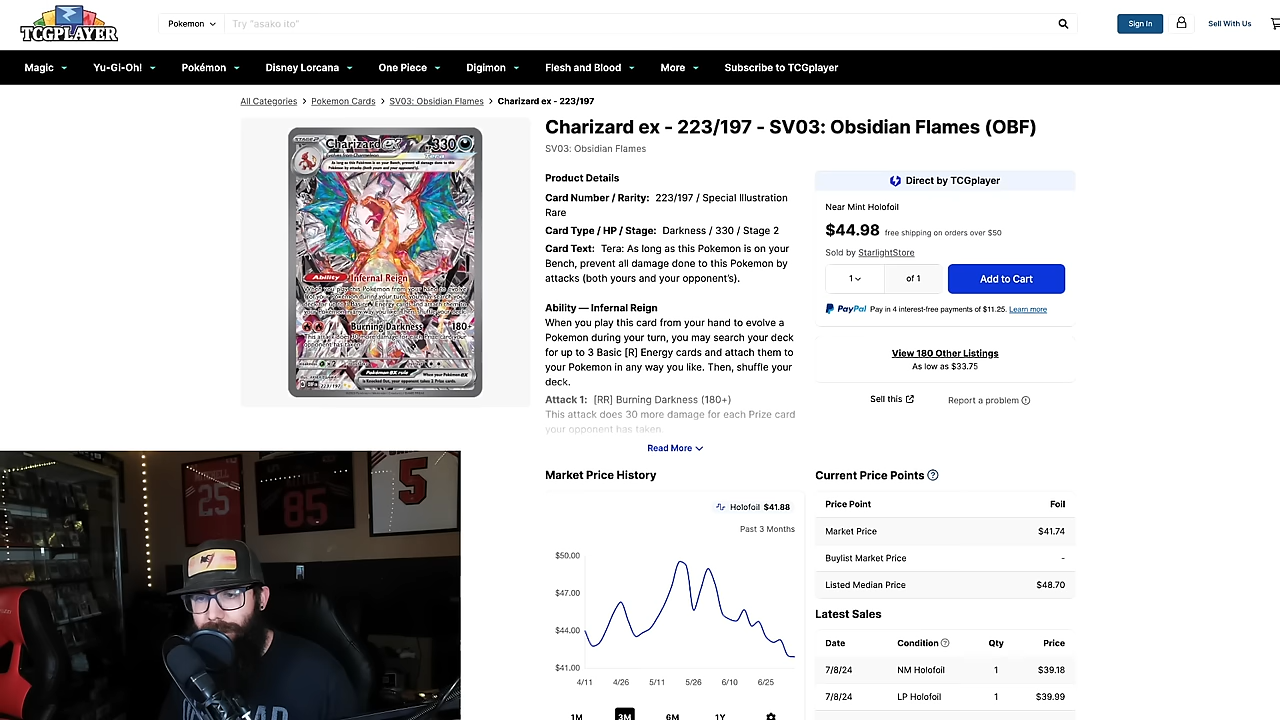 TCGPLAYER
Pokemon
Try "asako ito"
Sign In
Sell With Us
Magic
Yu-Gi-Oh!
Pokémon
Disney Lorcana
One Piece
Digimon
Flesh and Blood
More
Subscribe to TCGplayer
All Categories > Pokemon Cards > SV03: Obsidian Flames > Charizard ex - 223/197
Charizard ex
330
Tera
Ability
Infernal Reign
Burning Darkness
180+
Pokémon ex rule
223/197
Charizard ex - 223/197 - SV03: Obsidian Flames (OBF)
SV03: Obsidian Flames
Product Details
Card Number / Rarity: 223/197 / Special Illustration
Rare
Card Type / HP / Stage: Darkness / 330 / Stage 2
Card Text: Tera: As long as this Pokemon is on your
Bench, prevent all damage done to this Pokemon by
attacks (both yours and your opponent's).
Ability — Infernal Reign
When you play this card from your hand to evolve a
Pokemon during your turn, you may search your deck
for up to 3 Basic [R] Energy cards and attach them to
your Pokemon in any way you like. Then, shuffle your
deck.
Attack 1: [RR] Burning Darkness (180+)
This attack does 30 more damage for each Prize card
your opponent has taken.
Read More
Direct by TCGplayer
Near Mint Holofoil
$44.98 free shipping on orders over $50
Sold by StarlightStore
1
of 1
Add to Cart
PayPal Pay in 4 interest-free payments of $11.25. Learn more
View 180 Other Listings
As low as $33.75
Sell this
Report a problem
Market Price History
Holofoil $41.88
Past 3 Months
$50.00
$47.00
$44.00
$41.00
4/11
4/26
5/11
5/26
6/10
6/25
1M
3M
6M
1Y
Current Price Points
Price Point
Foil
Market Price
$41.74
Buylist Market Price
-
Listed Median Price
$48.70
Latest Sales
Date
Condition
Qty
Price
7/8/24
NM Holofoil
1
$39.18
7/8/24
LP Holofoil
1
$39.99
25
85
5